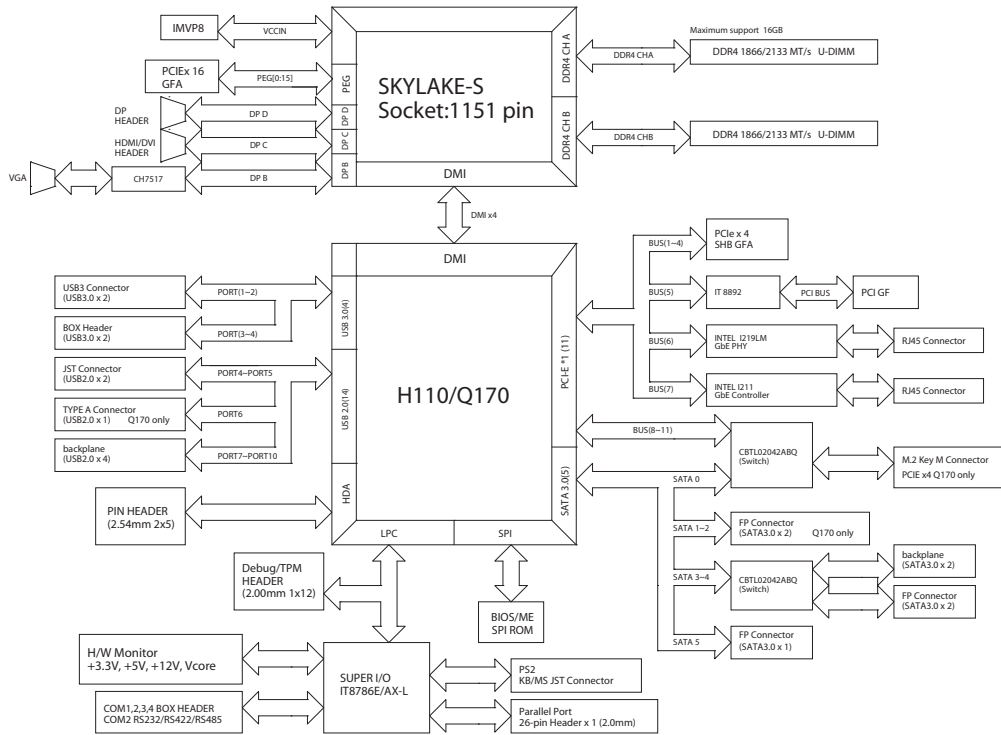 IMVP8
VCCIN
PCIEx 16
GFA
PEG[0:15]
DP
HEADER
DP D
HDMI/DVI
HEADER
DP C
VGA
CH7517
DP B
PEG
DP D
DP C
DP B
SKYLAKE-S
Socket:1151 pin
DMI
DDR4 CH A
DDR4 CH B
DDR4 CHA
DDR4 CHB
Maximum support 16GB
DDR4 1866/2133 MT/s U-DIMM
DDR4 1866/2133 MT/s U-DIMM
DMI x4
DMI
H110/Q170
USB 3.0(4)
USB 2.0(14)
HDA
LPC
SPI
PCI-E *1 (11)
SATA 3.0(5)
USB3 Connector
(USB3.0 x 2)
PORT(1~2)
BOX Header
(USB3.0 x 2)
PORT(3~4)
JST Connector
(USB2.0 x 2)
PORT4~PORT5
TYPE A Connector
(USB2.0 x 1) Q170 only
PORT6
backplane
(USB2.0 x 4)
PORT7~PORT10
PIN HEADER
(2.54mm 2x5)
BUS(1~4)
PCIe x 4
SHB GFA
BUS(5)
IT 8892
PCI BUS
PCI GF
BUS(6)
INTEL I219LM
GbE PHY
RJ45 Connector
BUS(7)
INTEL I211
GbE Controller
RJ45 Connector
BUS(8~11)
CBTL02042ABQ
(Switch)
M.2 Key M Connector
PCIE x4 Q170 only
SATA 0
SATA 1~2
FP Connector
(SATA3.0 x 2) Q170 only
SATA 3~4
CBTL02042ABQ
(Switch)
backplane
(SATA3.0 x 2)
FP Connector
(SATA3.0 x 2)
SATA 5
FP Connector
(SATA3.0 x 1)
Debug/TPM
HEADER
(2.00mm 1x12)
BIOS/ME
SPI ROM
H/W Monitor
+3.3V, +5V, +12V, Vcore
COM1,2,3,4 BOX HEADER
COM2 RS232/RS422/RS485
SUPER I/O
IT8786E/AX-L
PS2
KB/MS JST Connector
Parallel Port
26-pin Header x 1 (2.0mm)